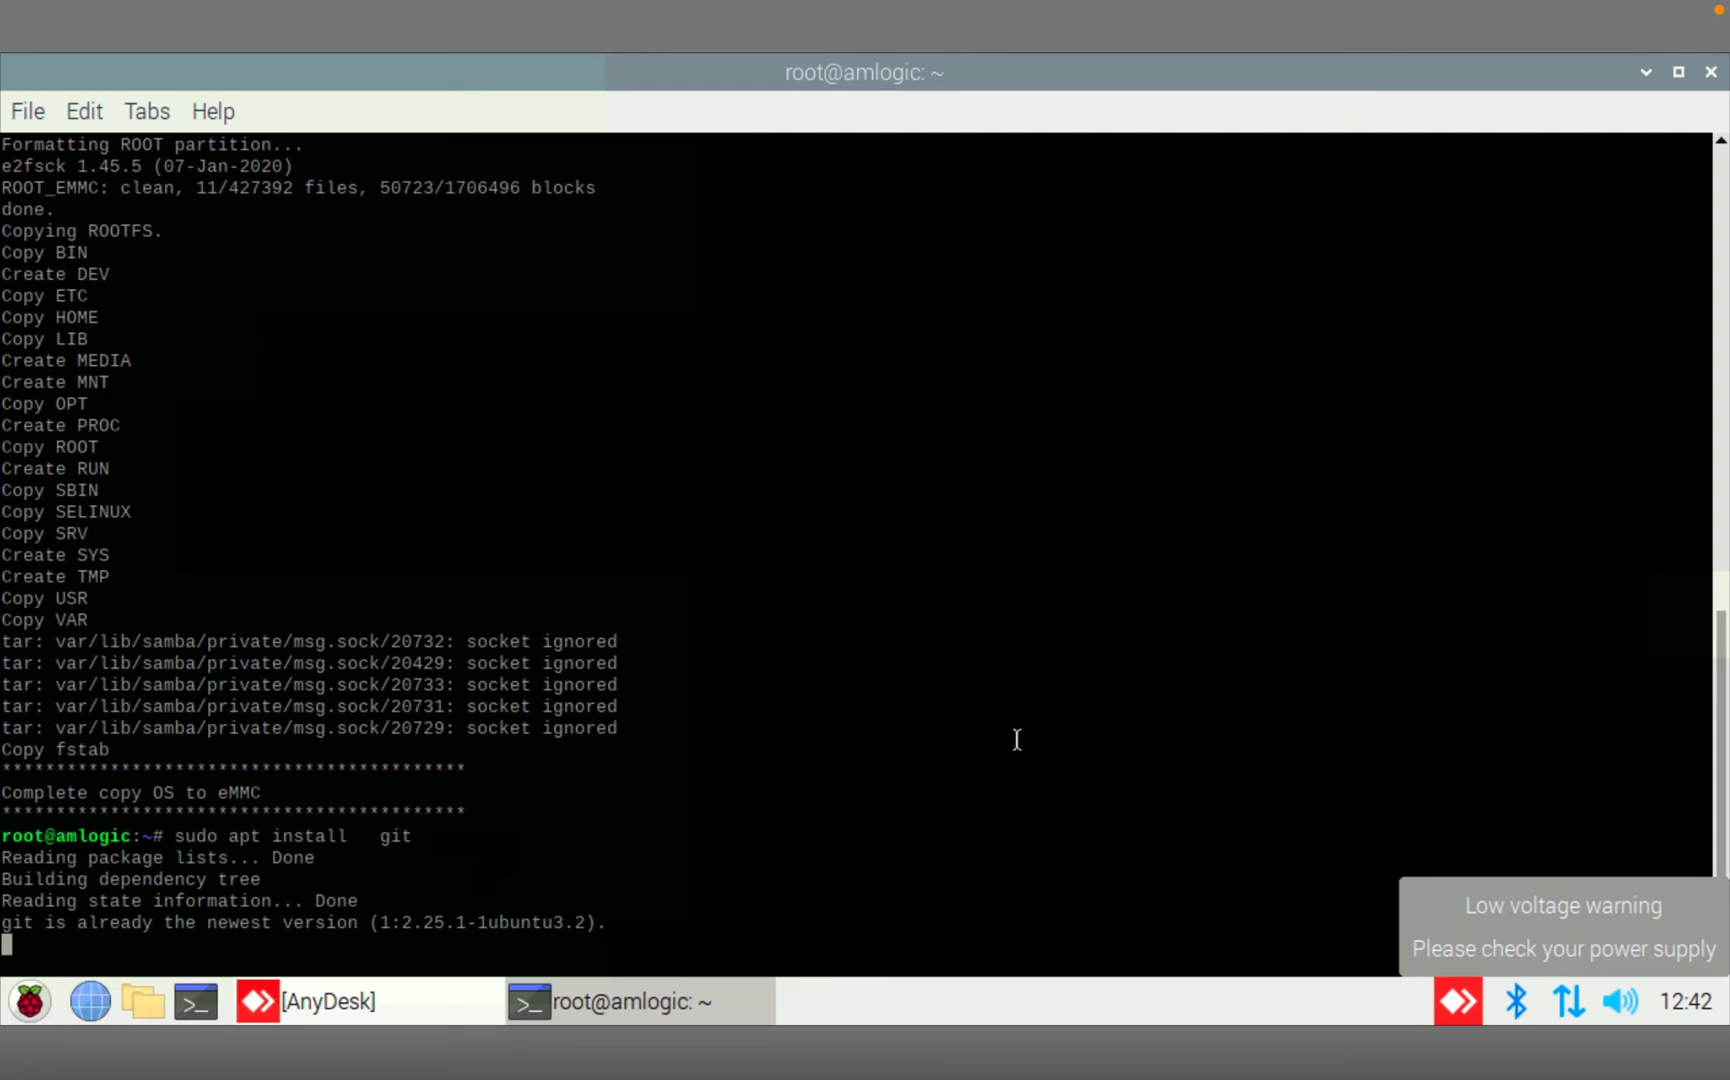 root@amlogic: ~
File Edit Tabs Help
Formatting ROOT partition...
e2fsck 1.45.5 (07-Jan-2020)
ROOT_EMMC: clean, 11/427392 files, 50723/1706496 blocks
done.
Copying ROOTFS.
Copy BIN
Create DEV
Copy ETC
Copy HOME
Copy LIB
Create MEDIA
Create MNT
Copy OPT
Create PROC
Copy ROOT
Create RUN
Copy SBIN
Copy SELINUX
Copy SRV
Create SYS
Create TMP
Copy USR
Copy VAR
tar: var/lib/samba/private/msg.sock/20732: socket ignored
tar: var/lib/samba/private/msg.sock/20429: socket ignored
tar: var/lib/samba/private/msg.sock/20733: socket ignored
tar: var/lib/samba/private/msg.sock/20731: socket ignored
tar: var/lib/samba/private/msg.sock/20729: socket ignored
Copy fstab
*******************************************
Complete copy OS to eMMC
*******************************************
root@amlogic:~# sudo apt install   git
Reading package lists... Done
Building dependency tree
Reading state information... Done
git is already the newest version (1:2.25.1-1ubuntu3.2).
Low voltage warning
Please check your power supply
[AnyDesk] root@amlogic: ~ 12:42